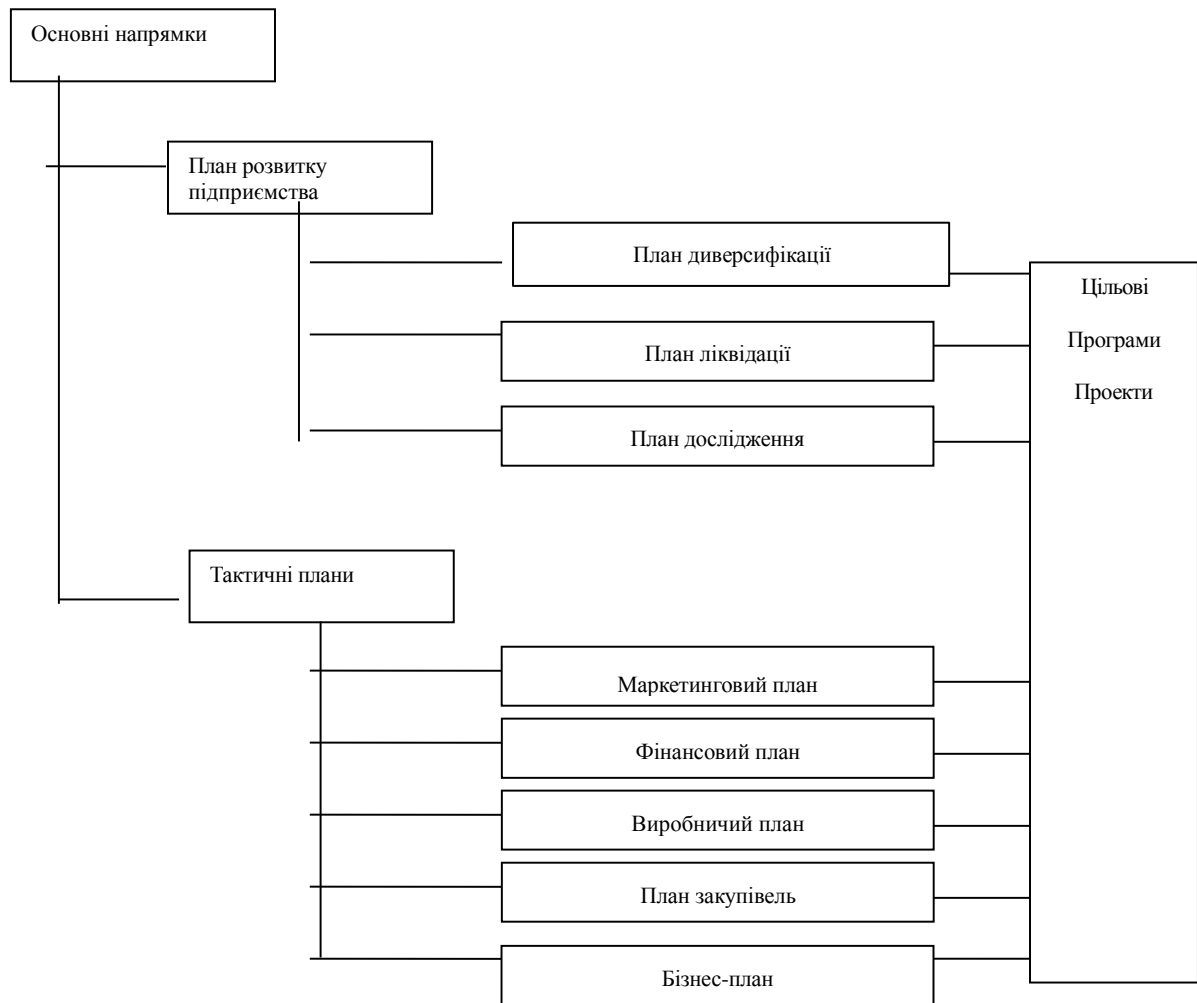 Основні напрямки
План розвитку
підприємства
План диверсифікації
План ліквідації
План дослідження
Цільові
Програми
Проекти
Тактичні плани
Маркетинговий план
Фінансовий план
Виробничий план
План закупівель
Бізнес-план